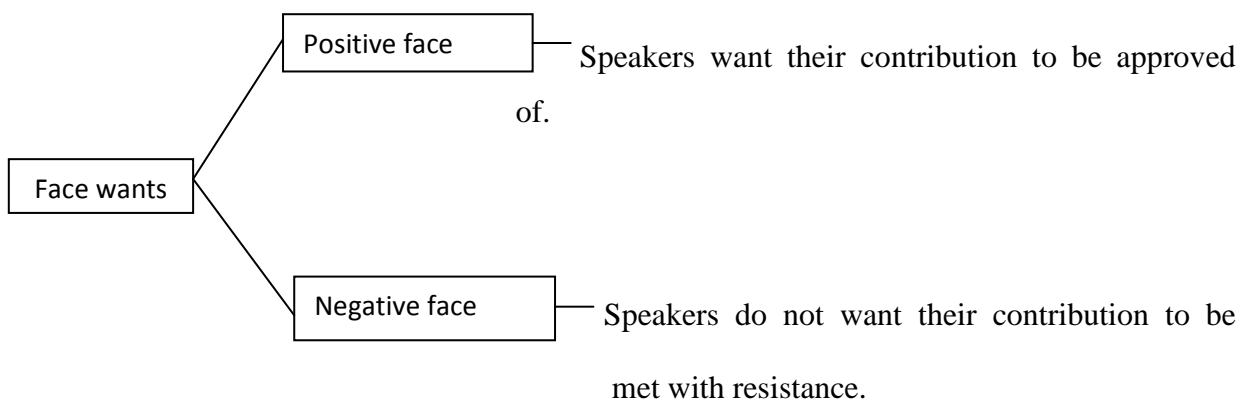 Positive face
Speakers want their contribution to be approved
of.
Face wants
Negative face
Speakers do not want their contribution to be
met with resistance.